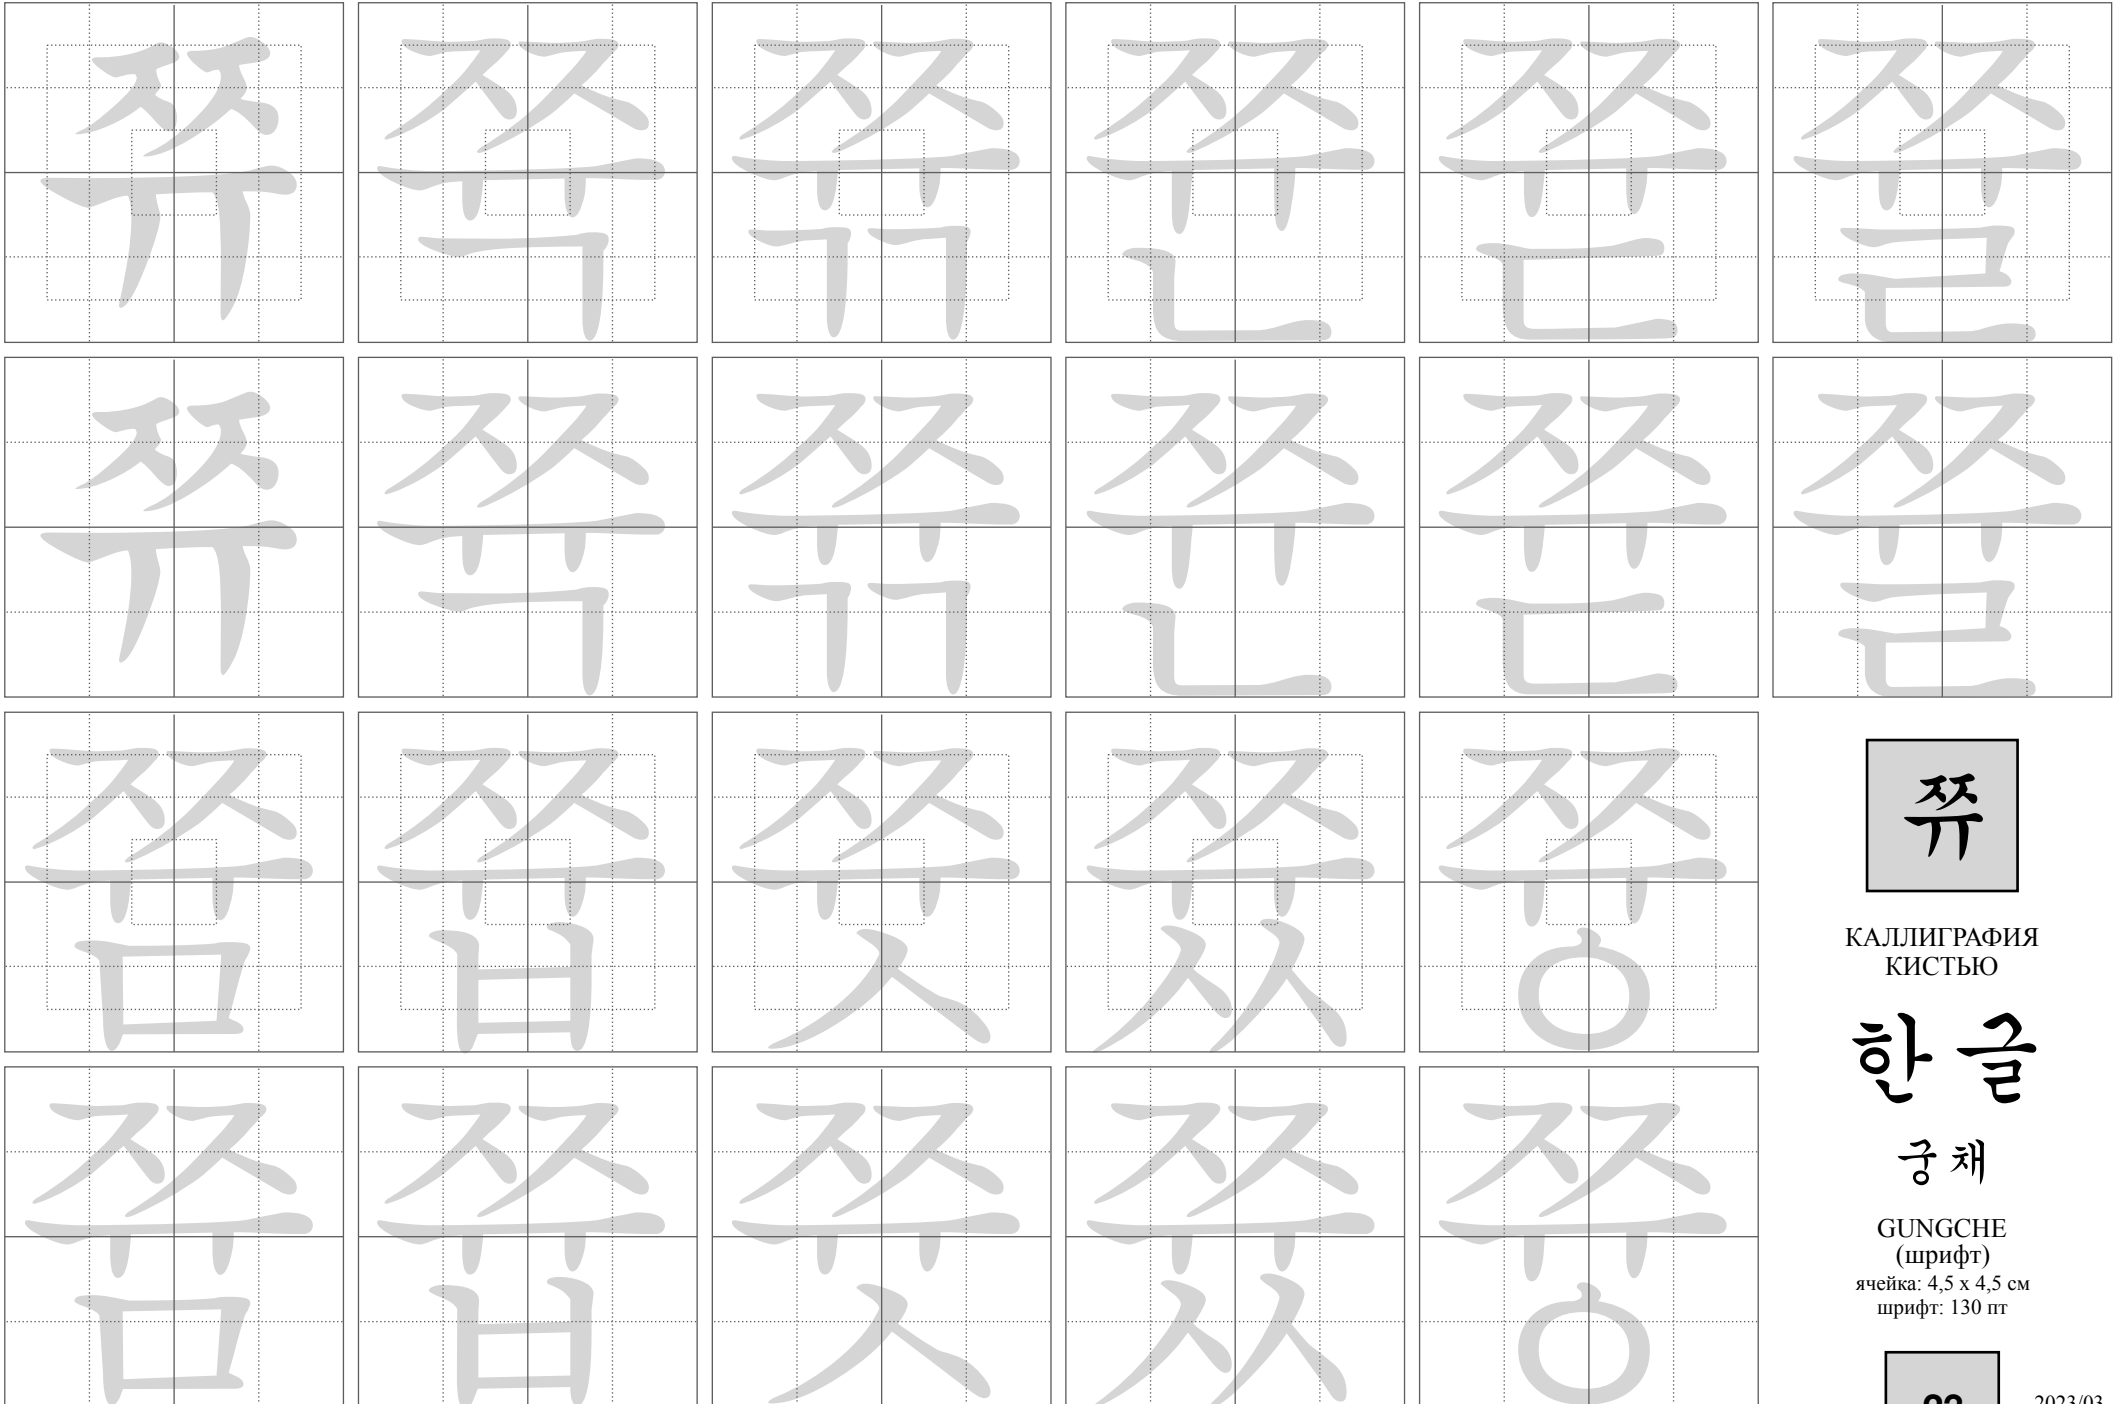 쮸 쮹 쮺 쮼 쮿 쯀
쮸 쮹 쮺 쮼 쮿 쯀
쯈 쯉 쯋 쯌 쯍
쮸
КАЛЛИГРАФИЯ
КИСТЬЮ
한글
궁채
GUNGCHE
(шрифт)
ячейка: 4,5 x 4,5 см
шрифт: 130 пт
쯈 쯉 쯋 쯌 쯍
2023/03